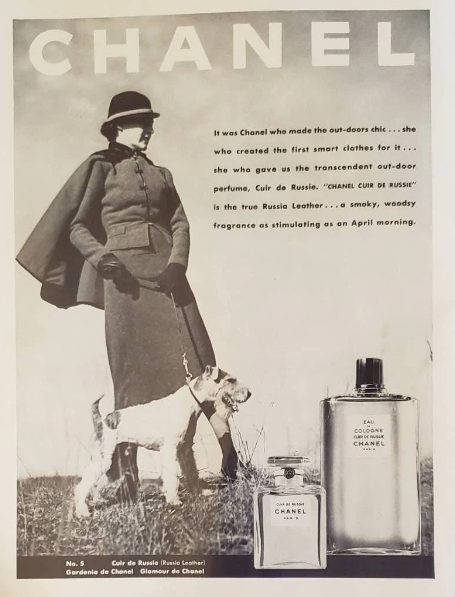 CHANEL
It was Chanel who made the out-doors chic . . . she
who created the first smart clothes for it . . .
she who gave us the transcendent out-door
perfume, Cuir de Russie. "CHANEL CUIR DE RUSSIE"
is the true Russia Leather . . . a smoky, woodsy
fragrance as stimulating as an April morning.
EAU
DE
COLOGNE
CUIR DE RUSSIE
CHANEL
PARIS
CUIR DE RUSSIE
CHANEL
PARIS
No. 5 Cuir de Russie (Russia Leather)
Gardenia de Chanel Glamour de Chanel